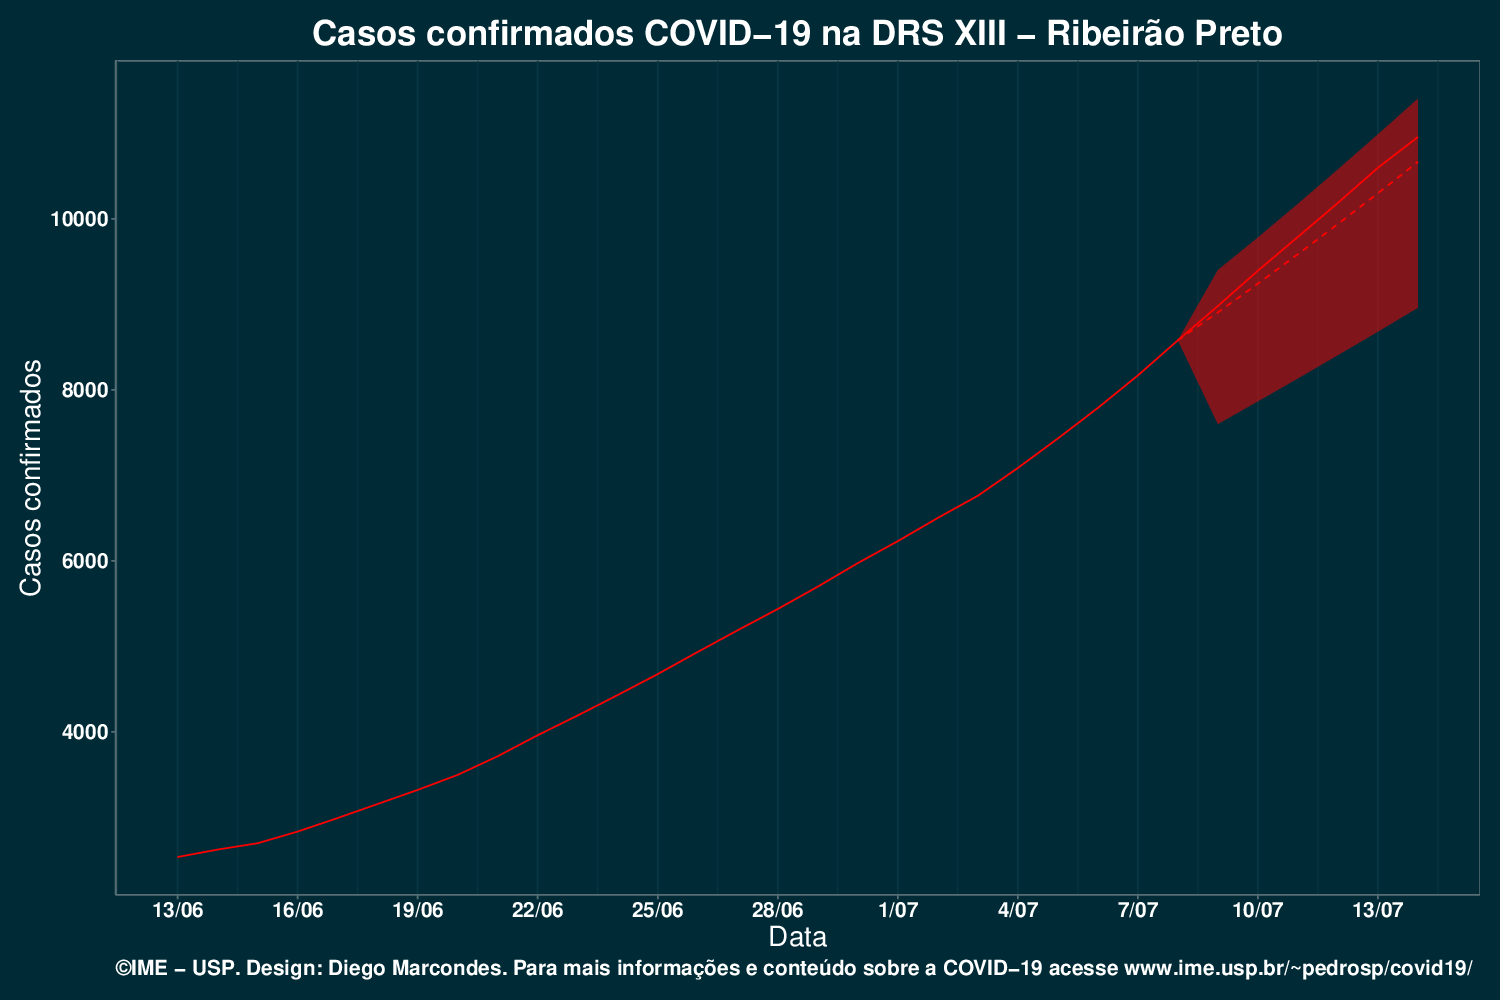 Casos confirmados COVID−19 na DRS XIII − Ribeirão Preto
Casos confirmados
10000
8000
6000
4000
13/06 16/06 19/06 22/06 25/06 28/06 1/07 4/07 7/07 10/07 13/07
Data
©IME − USP. Design: Diego Marcondes. Para mais informações e conteúdo sobre a COVID−19 acesse www.ime.usp.br/~pedrosp/covid19/